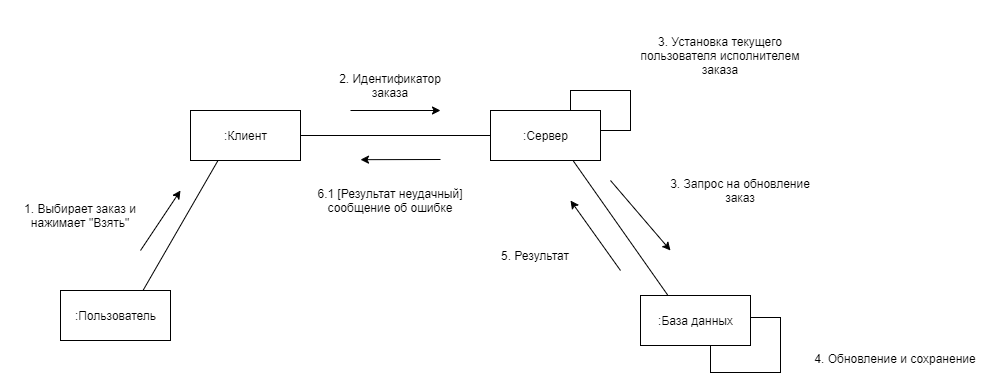 3. Установка текущего
пользователя исполнителем
заказа
2. Идентификатор
заказа
:Клиент
:Сервер
6.1 [Результат неудачный]
сообщение об ошибке
3. Запрос на обновление
заказ
1. Выбирает заказ и
нажимает "Взять"
5. Результат
:Пользователь
:База данных
4. Обновление и сохранение